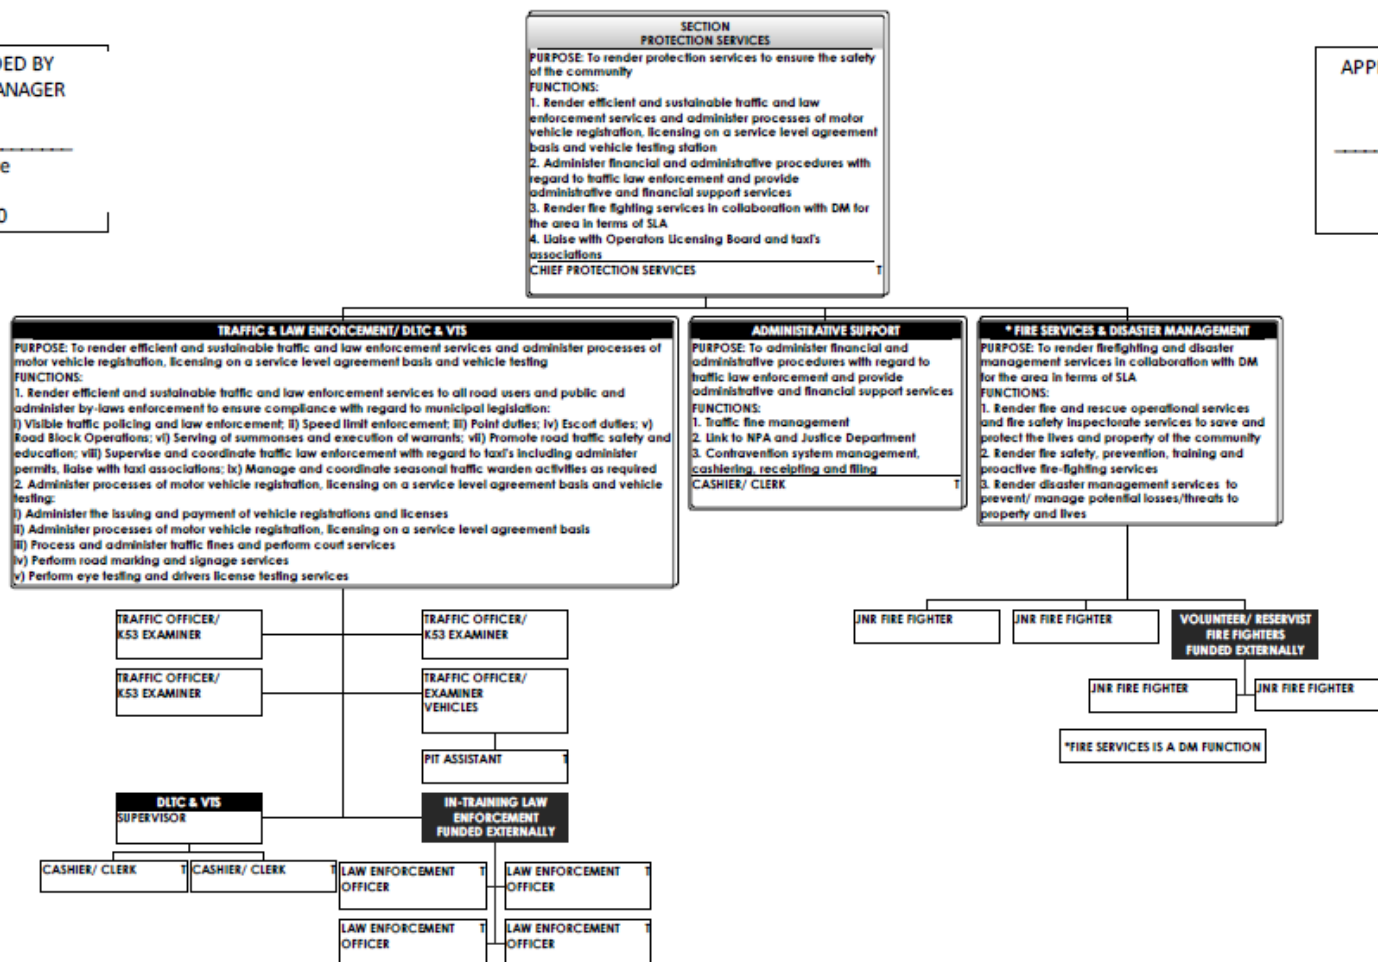 DED BY
ANAGER
e
0
SECTION
PROTECTION SERVICES
PURPOSE: To render protection services to ensure the safety
of the community
FUNCTIONS:
1. Render efficient and sustainable traffic and law
enforcement services and administer processes of motor
vehicle registration, licensing on a service level agreement
basis and vehicle testing station
2. Administer financial and administrative procedures with
regard to traffic law enforcement and provide
administrative and financial support services
3. Render fire fighting services in collaboration with DM for
the area in terms of SLA
4. Liaise with Operators Licensing Board and taxi's
associations
CHIEF PROTECTION SERVICES T
APP
TRAFFIC & LAW ENFORCEMENT/ DLTC & VTS
PURPOSE: To render efficient and sustainable traffic and law enforcement services and administer processes of
motor vehicle registration, licensing on a service level agreement basis and vehicle testing
FUNCTIONS:
1. Render efficient and sustainable traffic and law enforcement services to all road users and public and
administer by-laws enforcement to ensure compliance with regard to municipal legislation:
i) Visible traffic policing and law enforcement; ii) Speed limit enforcement; iii) Point duties; iv) Escort duties; v)
Road Block Operations; vi) Serving of summonses and execution of warrants; vii) Promote road traffic safety and
education; viii) Supervise and coordinate traffic law enforcement with regard to taxi's including administer
permits, liaise with taxi associations; ix) Manage and coordinate seasonal traffic warden activities as required
2. Administer processes of motor vehicle registration, licensing on a service level agreement basis and vehicle
testing:
i) Administer the issuing and payment of vehicle registrations and licenses
ii) Administer processes of motor vehicle registration, licensing on a service level agreement basis
iii) Process and administer traffic fines and perform court services
iv) Perform road marking and signage services
v) Perform eye testing and drivers license testing services
ADMINISTRATIVE SUPPORT
PURPOSE: To administer financial and
administrative procedures with regard to
traffic law enforcement and provide
administrative and financial support services
FUNCTIONS:
1. Traffic fine management
2. Link to NPA and Justice Department
3. Contravention system management,
cashiering, receipting and filing
CASHIER/ CLERK T
* FIRE SERVICES & DISASTER MANAGEMENT
PURPOSE: To render firefighting and disaster
management services in collaboration with DM
for the area in terms of SLA
FUNCTIONS:
1. Render fire and rescue operational services
and fire safety inspectorate services to save and
protect the lives and property of the community
2. Render fire safety, prevention, training and
proactive fire-fighting services
3. Render disaster management services to
prevent/ manage potential losses/threats to
property and lives
TRAFFIC OFFICER/
K53 EXAMINER
TRAFFIC OFFICER/
K53 EXAMINER
TRAFFIC OFFICER/
K53 EXAMINER
TRAFFIC OFFICER/
EXAMINER
VEHICLES
PIT ASSISTANT T
DLTC & VTS
SUPERVISOR
IN-TRAINING LAW
ENFORCEMENT
FUNDED EXTERNALLY
CASHIER/ CLERK T
CASHIER/ CLERK T
LAW ENFORCEMENT T
OFFICER
LAW ENFORCEMENT T
OFFICER
LAW ENFORCEMENT T
OFFICER
LAW ENFORCEMENT T
OFFICER
JNR FIRE FIGHTER
JNR FIRE FIGHTER
VOLUNTEER/ RESERVIST
FIRE FIGHTERS
FUNDED EXTERNALLY
JNR FIRE FIGHTER
JNR FIRE FIGHTER
*FIRE SERVICES IS A DM FUNCTION